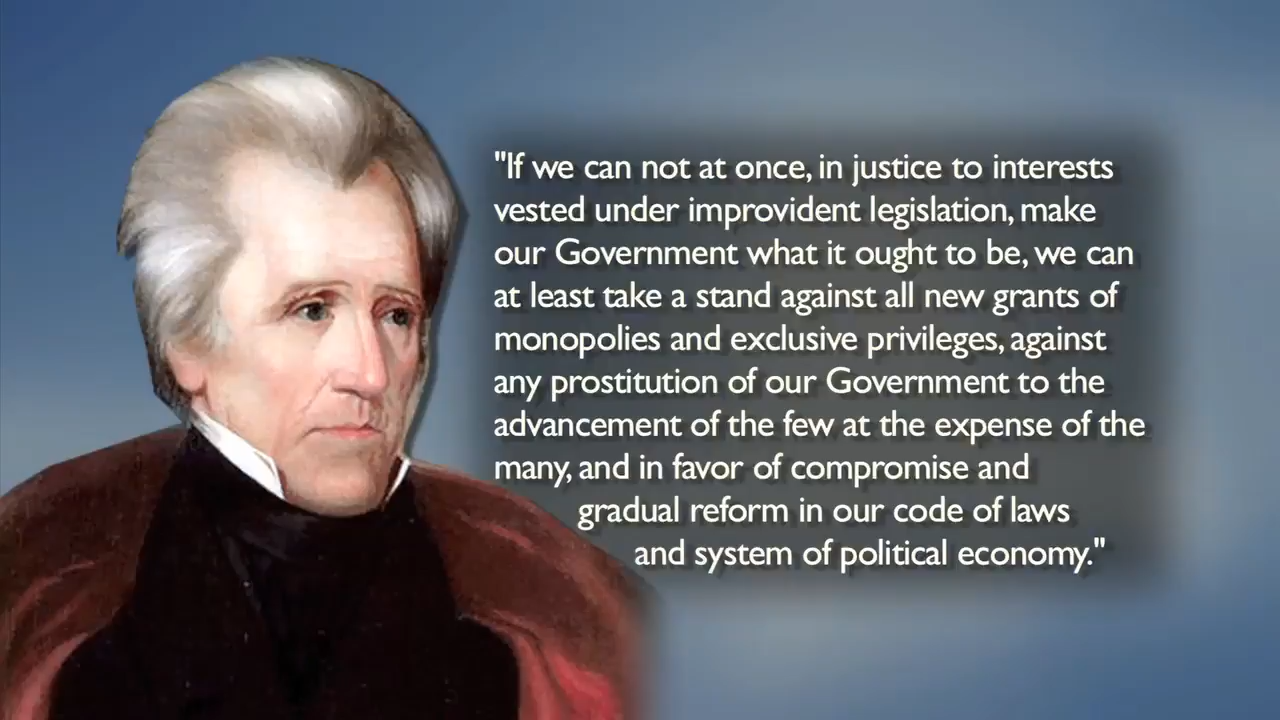 "If we can not at once, in justice to interests
vested under improvident legislation, make
our Government what it ought to be, we can
at least take a stand against all new grants of
monopolies and exclusive privileges, against
any prostitution of our Government to the
advancement of the few at the expense of the
many, and in favor of compromise and
gradual reform in our code of laws
and system of political economy."